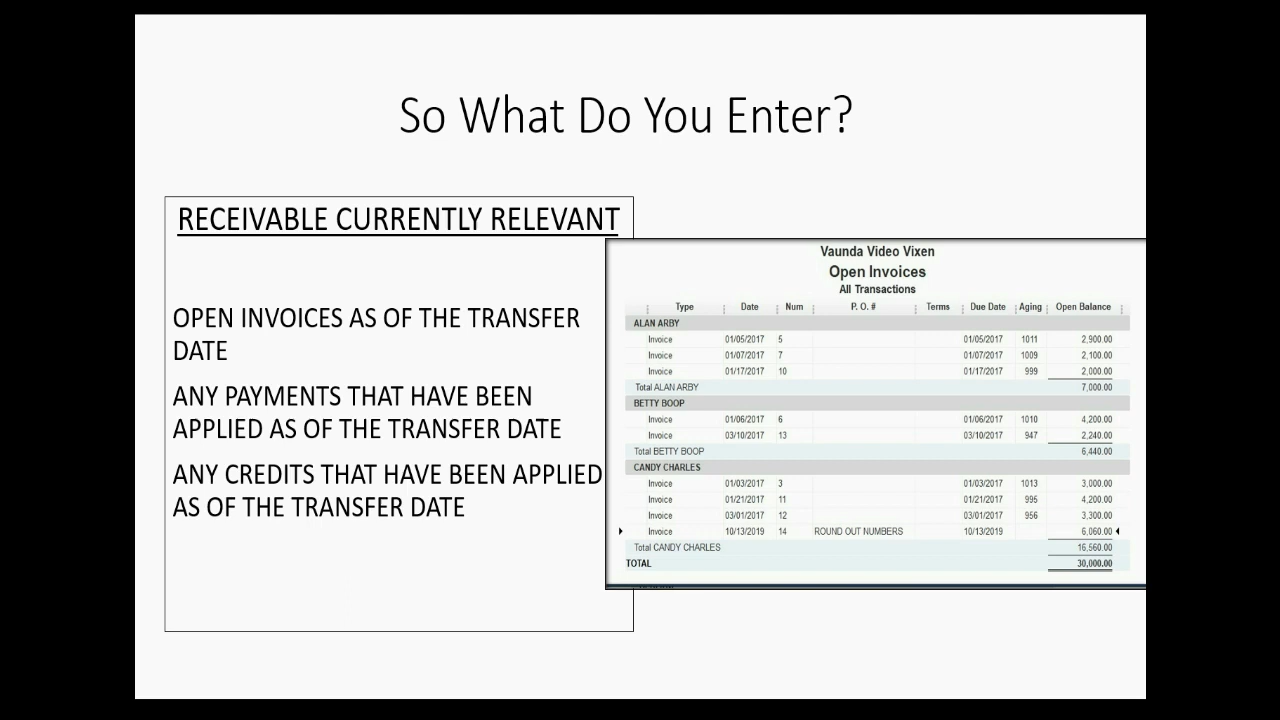 So What Do You Enter?
RECEIVABLE CURRENTLY RELEVANT
OPEN INVOICES AS OF THE TRANSFER
DATE
ANY PAYMENTS THAT HAVE BEEN
APPLIED AS OF THE TRANSFER DATE
ANY CREDITS THAT HAVE BEEN APPLIED
AS OF THE TRANSFER DATE
Vaunda Video Vixen
Open Invoices
All Transactions
Type Date Num P. O. # Terms Due Date Aging Open Balance
ALAN ARBY
Invoice 01/05/2017 5 01/05/2017 1011 2,900.00
Invoice 01/07/2017 7 01/07/2017 1009 2,100.00
Invoice 01/17/2017 10 01/17/2017 999 2,000.00
Total ALAN ARBY 7,000.00
BETTY BOOP
Invoice 01/06/2017 6 01/06/2017 1010 4,200.00
Invoice 03/10/2017 13 03/10/2017 947 2,240.00
Total BETTY BOOP 6,440.00
CANDY CHARLES
Invoice 01/03/2017 3 01/03/2017 1013 3,000.00
Invoice 01/21/2017 11 01/21/2017 995 4,200.00
Invoice 03/01/2017 12 03/01/2017 956 3,300.00
Invoice 10/13/2019 14 ROUND OUT NUMBERS 10/13/2019 6,060.00
Total CANDY CHARLES 16,560.00
TOTAL 30,000.00